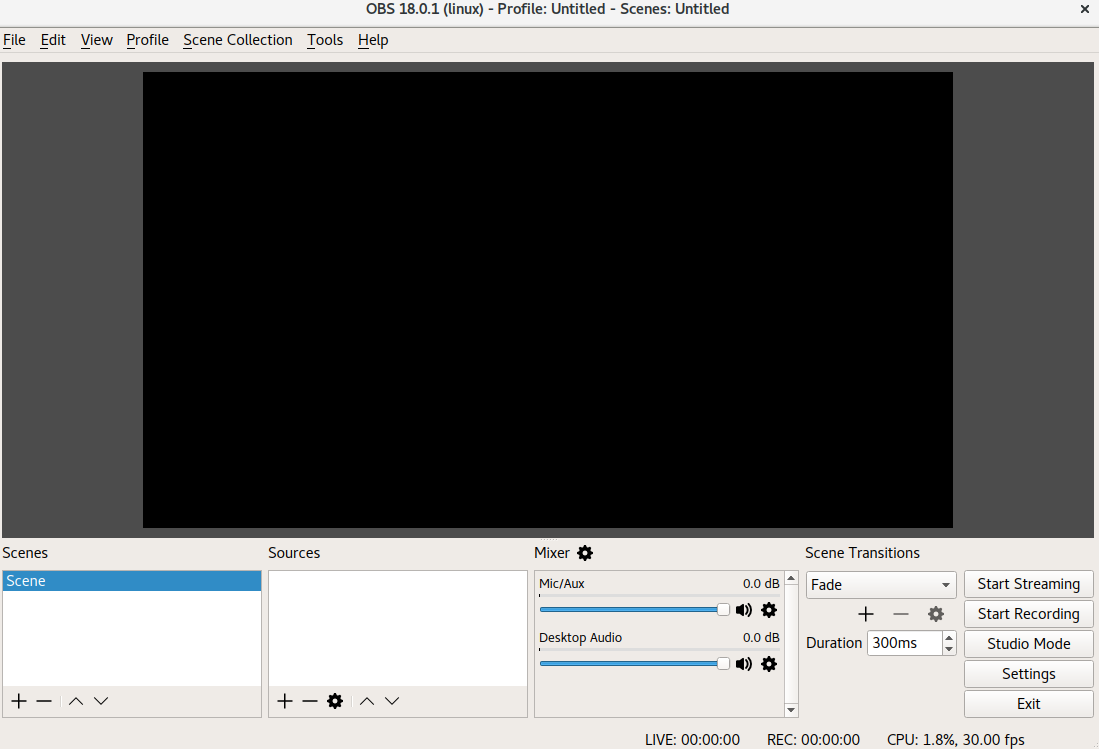 OBS 18.0.1 (linux) - Profile: Untitled - Scenes: Untitled
File Edit View Profile Scene Collection Tools Help
Scenes
Scene
Sources
Mixer
Mic/Aux 0.0 dB
Desktop Audio 0.0 dB
Scene Transitions
Fade
Duration 300ms
Start Streaming
Start Recording
Studio Mode
Settings
Exit
LIVE: 00:00:00 REC: 00:00:00 CPU: 1.8%, 30.00 fps